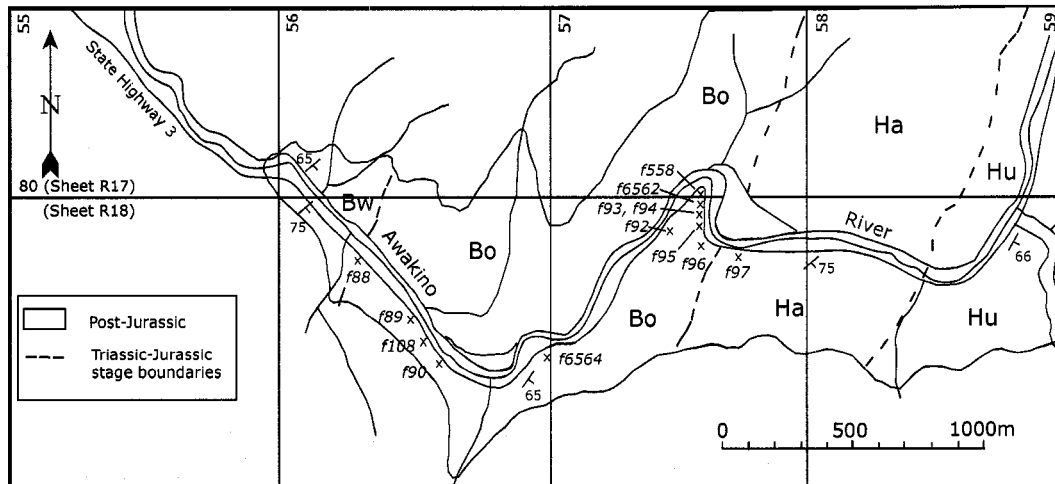 55
56
57
58
59
State Highway 3
N
80 (Sheet R17)
(Sheet R18)
65
75
Bw
Awakino
Bo
Bo
Ha
Hu
f558
f6562
f93, f94
f92
f95
f96
f97
River
75
66
f88
f89
f108
f90
f6564
65
Bo
Ha
Hu
Post-Jurassic
Triassic-Jurassic
stage boundaries
0 500 1000m